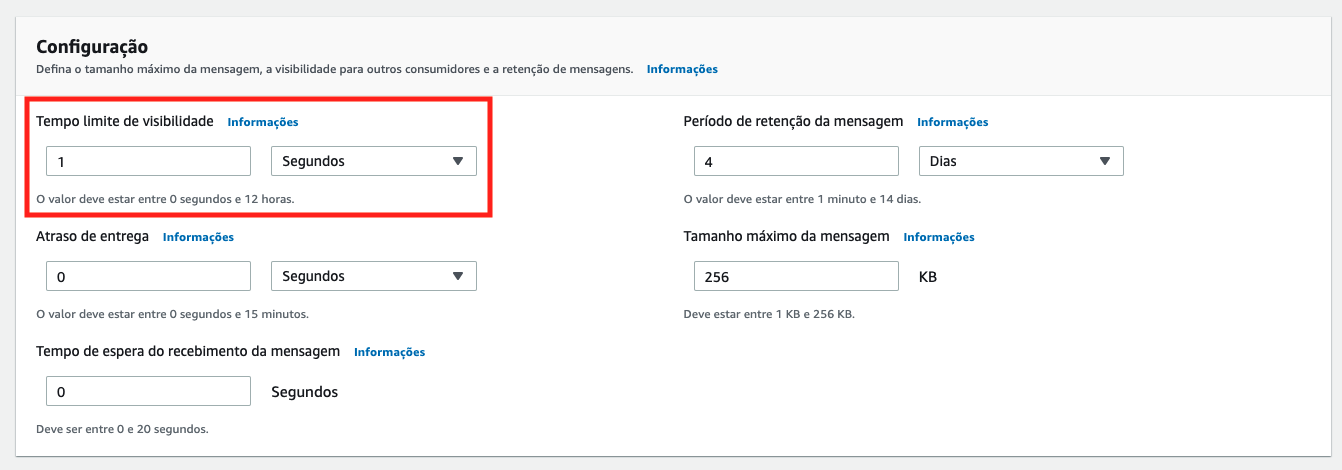 Configuração
Defina o tamanho máximo da mensagem, a visibilidade para outros consumidores e a retenção de mensagens. Informações
Tempo limite de visibilidade Informações
1 Segundos
O valor deve estar entre 0 segundos e 12 horas.
Período de retenção da mensagem Informações
4 Dias
O valor deve estar entre 1 minuto e 14 dias.
Atraso de entrega Informações
0 Segundos
O valor deve estar entre 0 segundos e 15 minutos.
Tamanho máximo da mensagem Informações
256 KB
Deve estar entre 1 KB e 256 KB.
Tempo de espera do recebimento da mensagem Informações
0 Segundos
Deve ser entre 0 e 20 segundos.